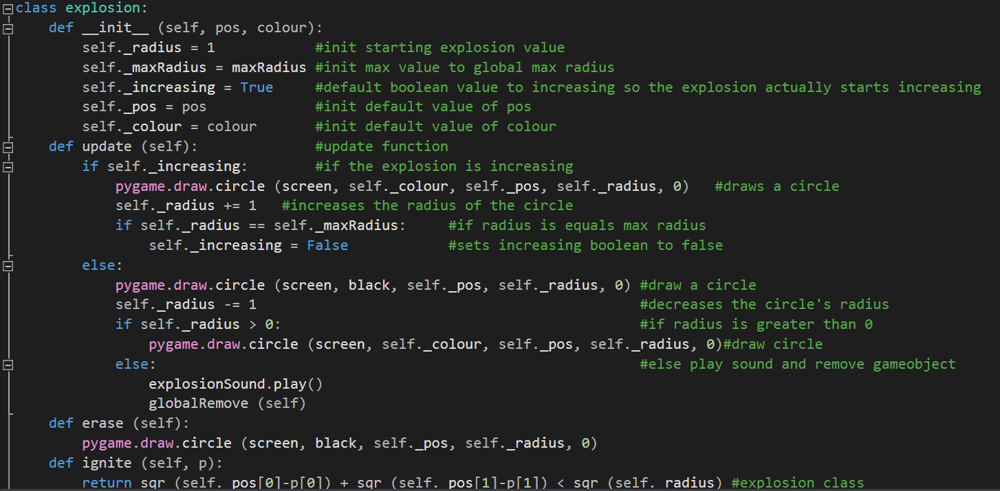 class explosion:
    def __init__ (self, pos, colour):
        self._radius = 1            #init starting explosion value
        self._maxRadius = maxRadius #init max value to global max radius
        self._increasing = True     #default boolean value to increasing so the explosion actually starts increasing
        self._pos = pos             #init default value of pos
        self._colour = colour       #init default value of colour
    def update (self):              #update function
        if self._increasing:        #if the explosion is increasing
            pygame.draw.circle (screen, self._colour, self._pos, self._radius, 0)   #draws a circle
            self._radius += 1   #increases the radius of the circle
            if self._radius == self._maxRadius:     #if radius is equals max radius
                self._increasing = False            #sets increasing boolean to false
        else:
            pygame.draw.circle (screen, black, self._pos, self._radius, 0) #draw a circle
            self._radius -= 1                                              #decreases the circle's radius
            if self._radius > 0:                                           #if radius is greater than 0
                pygame.draw.circle (screen, self._colour, self._pos, self._radius, 0)#draw circle
            else:                                                          #else play sound and remove gameobject
                explosionSound.play()
                globalRemove (self)
    def erase (self):
        pygame.draw.circle (screen, black, self._pos, self._radius, 0)
    def ignite (self, p):
        return sqr (self._pos[0]-p[0]) + sqr (self._pos[1]-p[1]) < sqr (self._radius) #explosion class